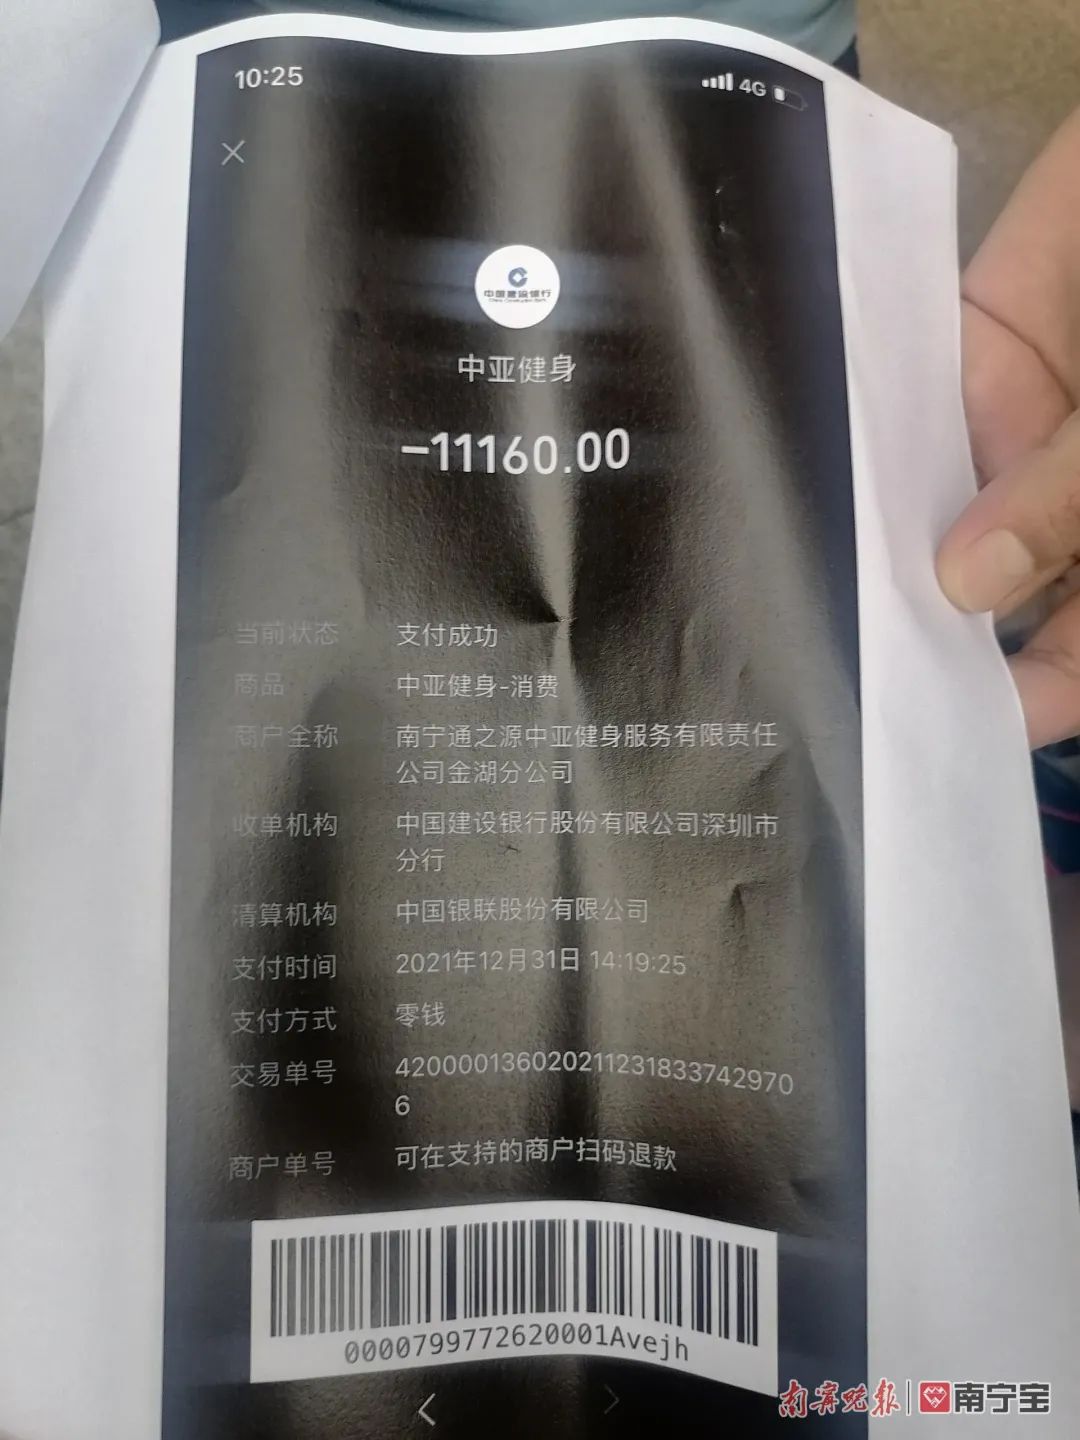 10:25
4G
中国建设银行
China Construction Bank
中亚健身
-11160.00
当前状态 支付成功
商品 中亚健身-消费
商户全称 南宁通之源中亚健身服务有限责任
公司金湖分公司
收单机构 中国建设银行股份有限公司深圳市
分行
清算机构 中国银联股份有限公司
支付时间 2021年12月31日 14:19:25
支付方式 零钱
交易单号 420000136020211231833742970
6
商户单号 可在支持的商户扫码退款
0000799772620001Avejh
南宁晚报 南宁宝